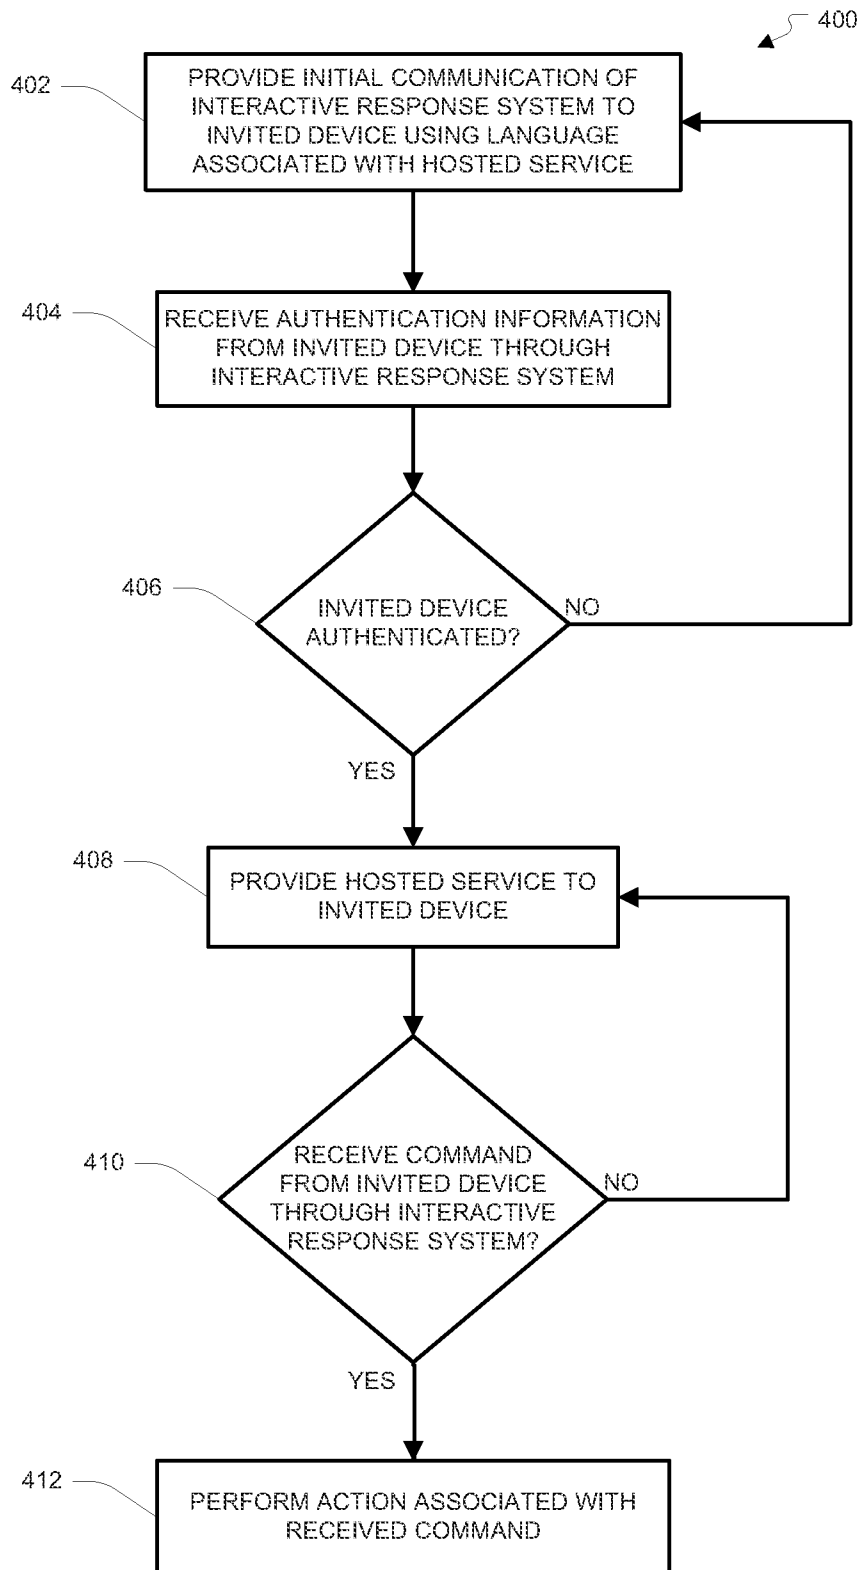 400
402
PROVIDE INITIAL COMMUNICATION OF
INTERACTIVE RESPONSE SYSTEM TO
INVITED DEVICE USING LANGUAGE
ASSOCIATED WITH HOSTED SERVICE
404
RECEIVE AUTHENTICATION INFORMATION
FROM INVITED DEVICE THROUGH
INTERACTIVE RESPONSE SYSTEM
406
INVITED DEVICE
AUTHENTICATED?
NO
YES
408
PROVIDE HOSTED SERVICE TO
INVITED DEVICE
410
RECEIVE COMMAND
FROM INVITED DEVICE
THROUGH INTERACTIVE
RESPONSE SYSTEM?
NO
YES
412
PERFORM ACTION ASSOCIATED WITH
RECEIVED COMMAND